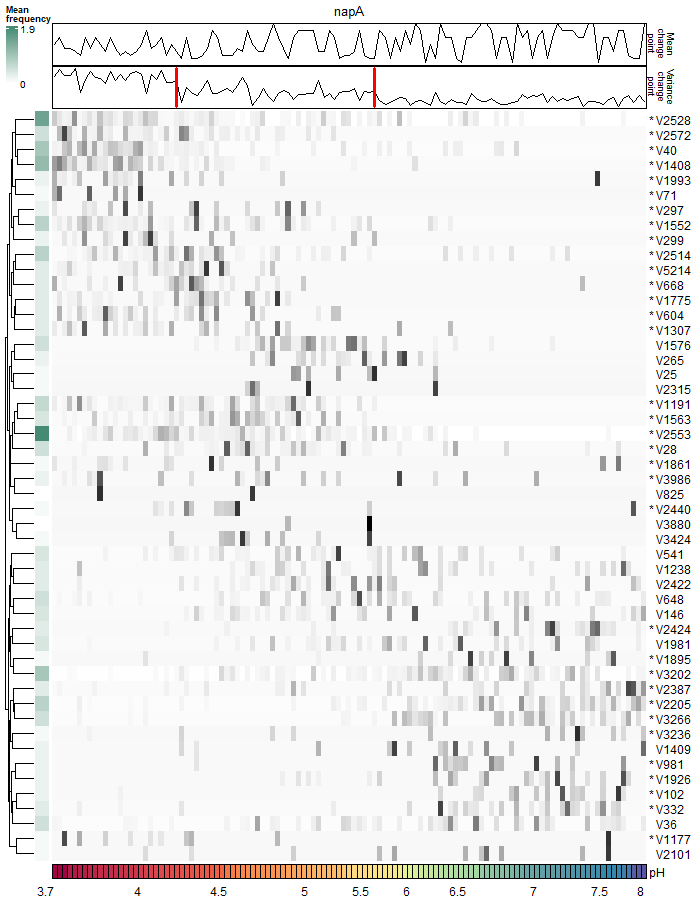 napA
Mean
frequency
1.9
0
Mean
change
point
Variance
change
point
* V2528
* V2572
* V40
* V1408
* V1993
* V71
* V297
* V1552
* V299
* V2514
* V5214
* V668
* V1775
* V604
* V1307
V1576
V265
V25
V2315
* V1191
* V1563
* V2553
* V28
* V1861
* V3986
V825
* V2440
V3880
V3424
V541
V1238
V2422
V648
V146
* V2424
V1981
* V1895
* V3202
* V2387
* V2205
* V3266
* V3236
V1409
* V981
* V1926
* V102
* V332
V36
* V1177
V2101
pH
3.7 4 4.5 5 5.5 6 6.5 7 7.5 8